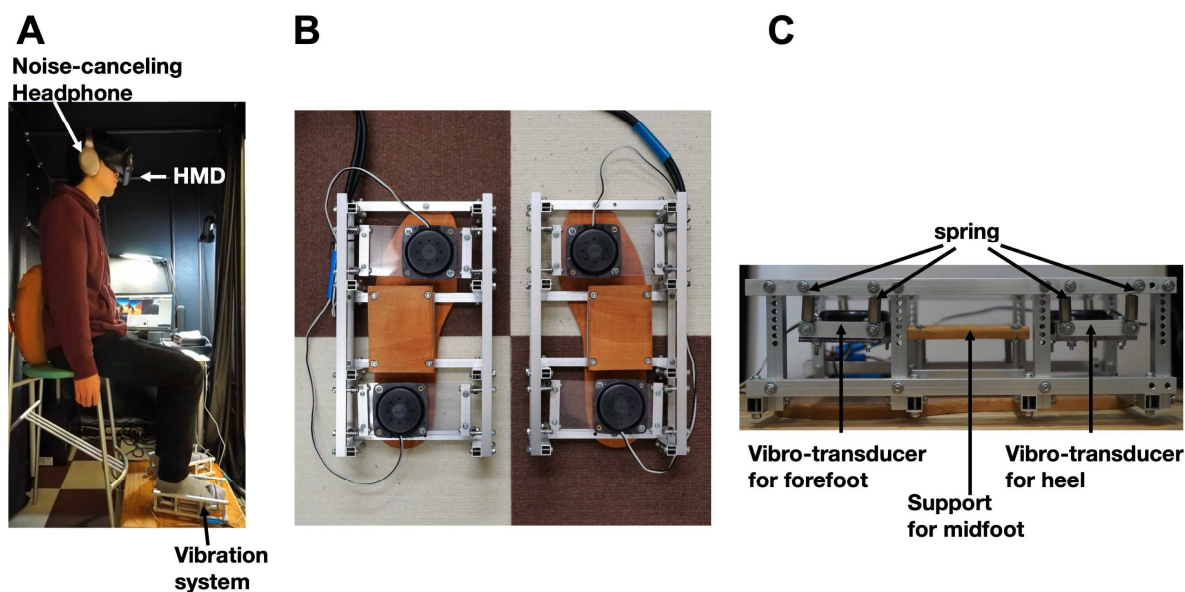 A
Noise-canceling
Headphone
HMD
Vibration
system
B
C
spring
Vibro-transducer
for forefoot
Support
for midfoot
Vibro-transducer
for heel